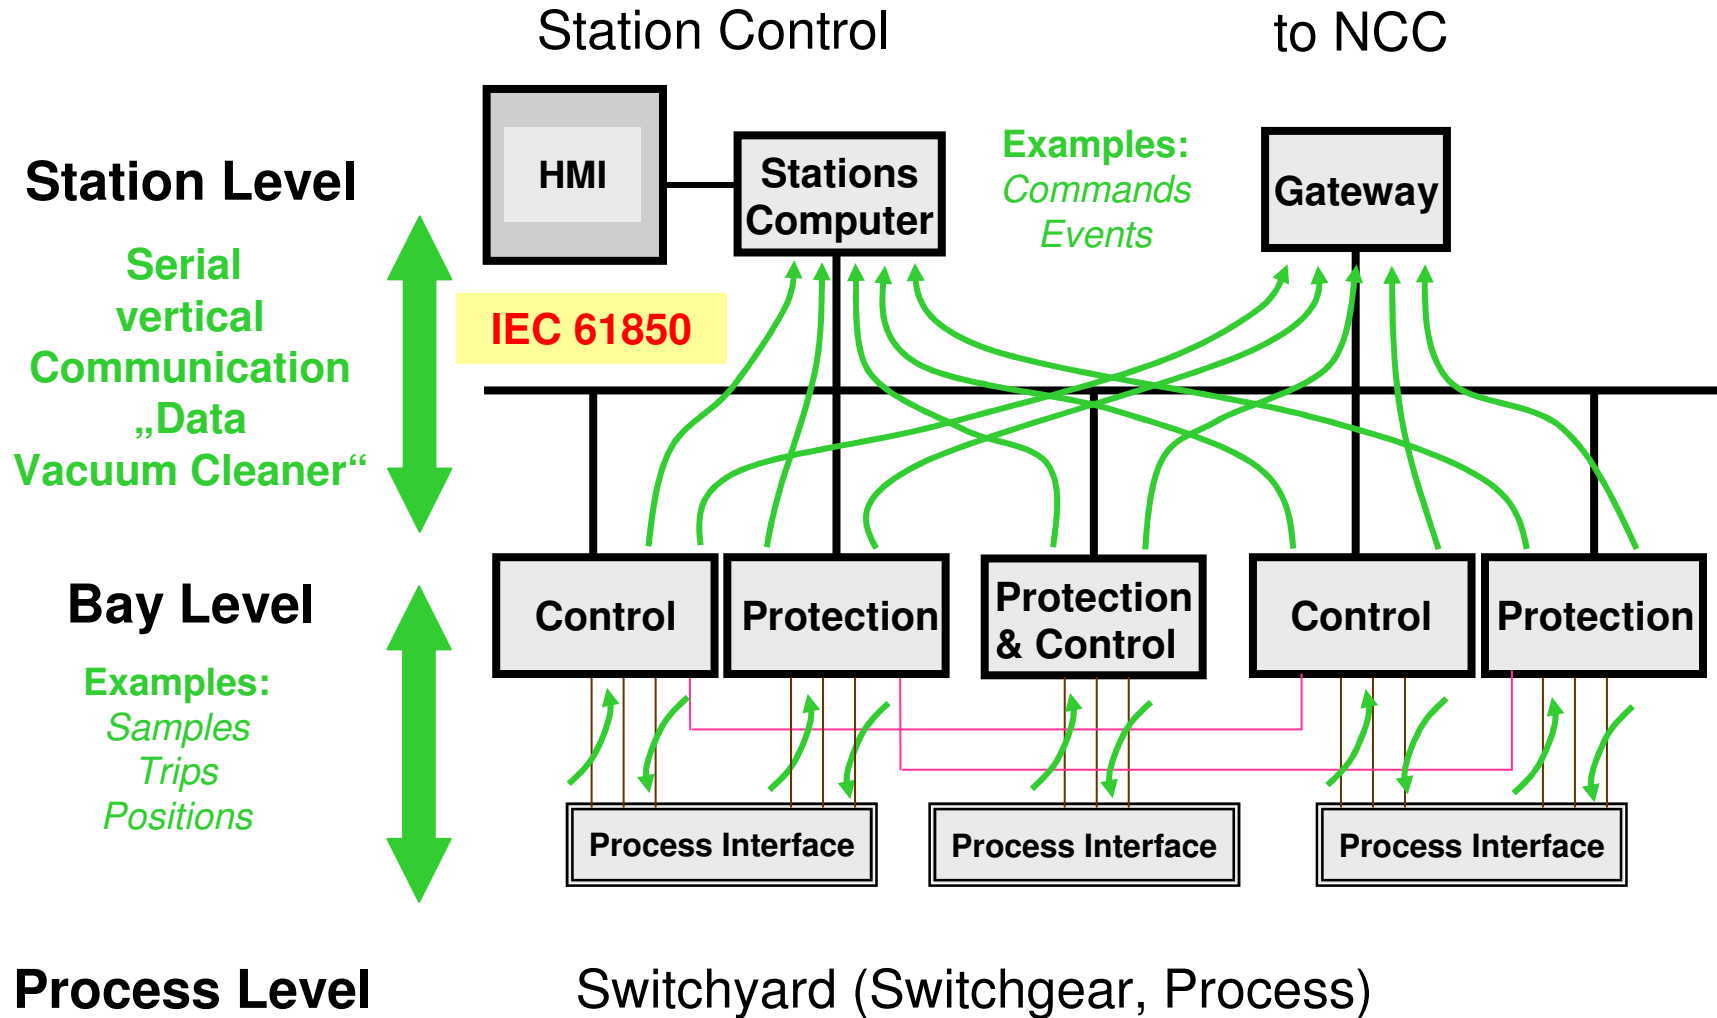 Station Control
to NCC
Station Level
HMI
Stations
Computer
Examples:
Commands
Events
Gateway
Serial
vertical
Communication
„Data
Vacuum Cleaner“
IEC 61850
Bay Level
Control
Protection
Protection
& Control
Control
Protection
Examples:
Samples
Trips
Positions
Process Interface
Process Interface
Process Interface
Process Level
Switchyard (Switchgear, Process)